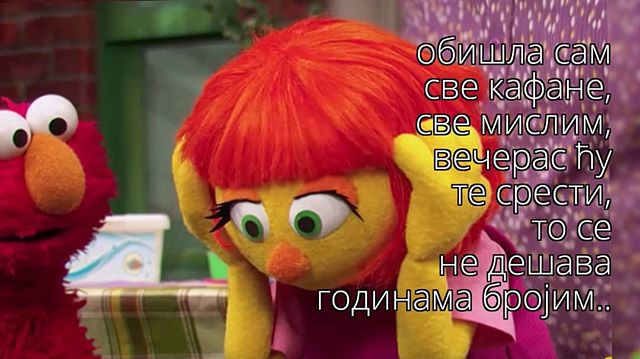 обишла сам
све кафане,
све мислим,
вечерас ћу
те срести,
то се
не дешава
годинама бројим..